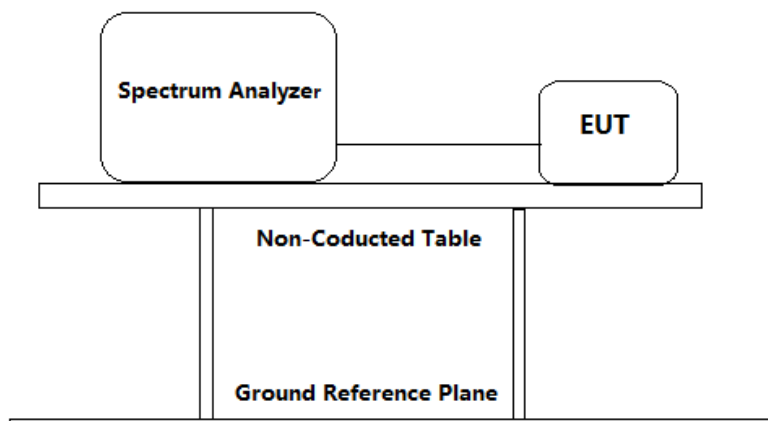 Spectrum Analyzer
EUT
Non-Coducted Table
Ground Reference Plane